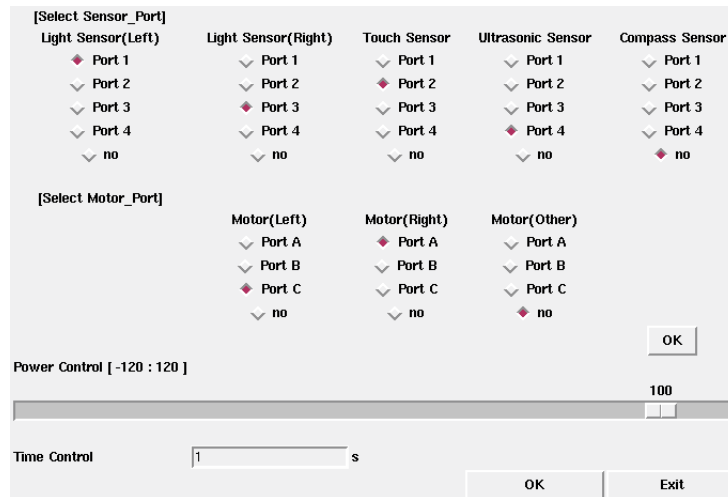 [Select Sensor_Port]
Light Sensor(Left) Light Sensor(Right) Touch Sensor Ultrasonic Sensor Compass Sensor
Port 1 Port 1 Port 1 Port 1 Port 1
Port 2 Port 2 Port 2 Port 2 Port 2
Port 3 Port 3 Port 3 Port 3 Port 3
Port 4 Port 4 Port 4 Port 4 Port 4
no no no no no
[Select Motor_Port]
Motor(Left) Motor(Right) Motor(Other)
Port A Port A Port A
Port B Port B Port B
Port C Port C Port C
no no no
OK
Power Control [ -120 : 120 ]
100
Time Control 1 s
OK Exit